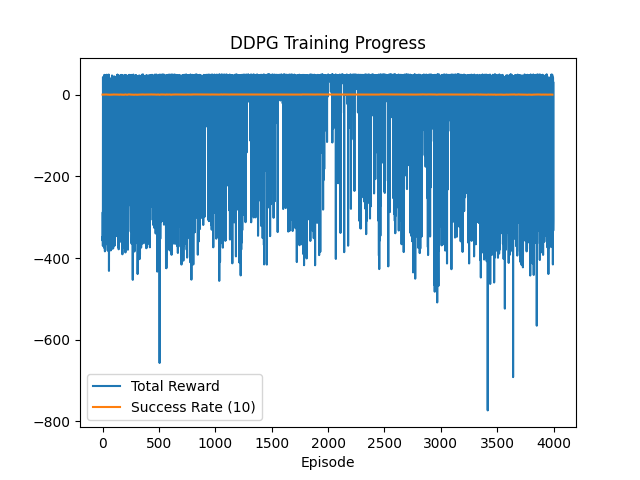 DDPG Training Progress
0
−200
−400
−600
−800
Total Reward
Success Rate (10)
0 500 1000 1500 2000 2500 3000 3500 4000
Episode